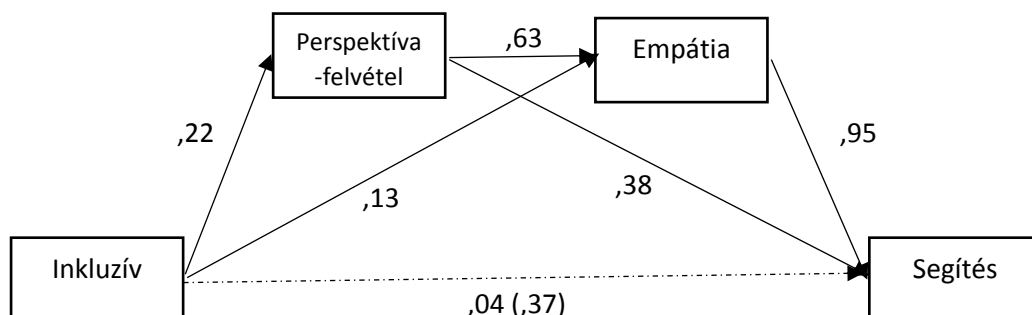 Perspektíva
-felvétel
,63
Empátia
,22
,95
,13
,38
Inkluzív
Segítés
,04 (,37)